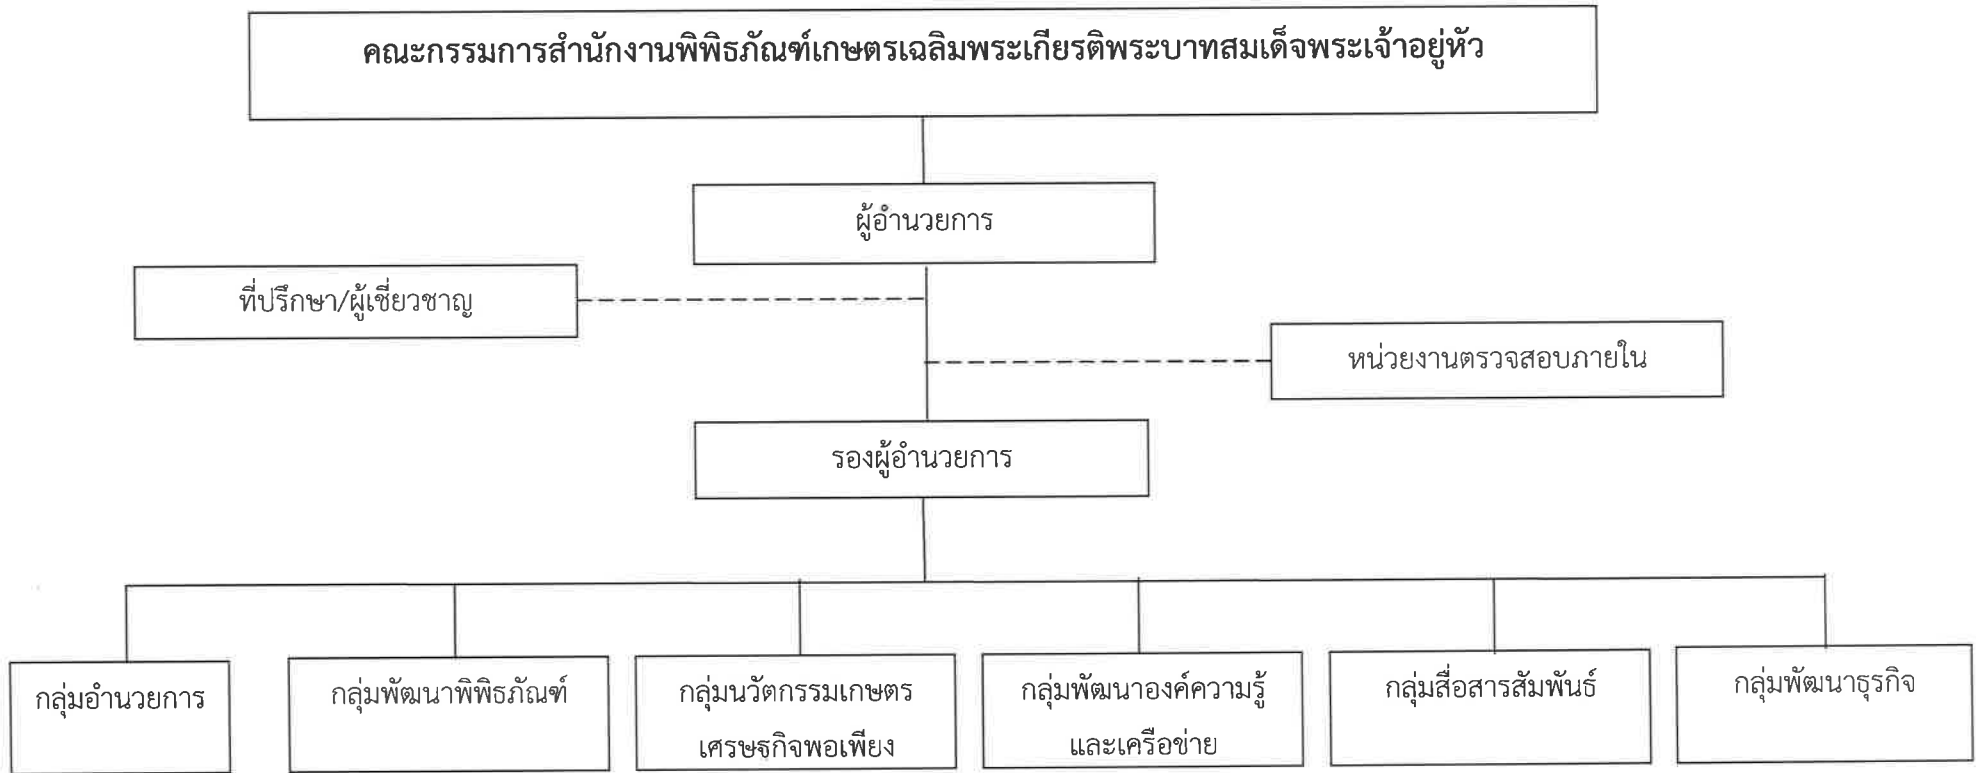 คณะกรรมการสำนักงานพิพิธภัณฑ์เกษตรเฉลิมพระเกียรติพระบาทสมเด็จพระเจ้าอยู่หัว
ผู้อำนวยการ
ที่ปรึกษา/ผู้เชี่ยวชาญ
หน่วยงานตรวจสอบภายใน
รองผู้อำนวยการ
กลุ่มอำนวยการ
กลุ่มพัฒนาพิพิธภัณฑ์
กลุ่มนวัตกรรมเกษตร
เศรษฐกิจพอเพียง
กลุ่มพัฒนาองค์ความรู้
และเครือข่าย
กลุ่มสื่อสารสัมพันธ์
กลุ่มพัฒนาธุรกิจ